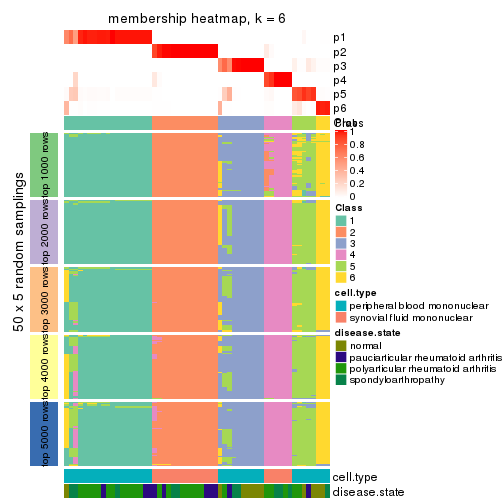 membership heatmap, k = 6
p1
p2
p3
p4
p5
p6
Class
Prob
1
0.8
0.6
0.4
0.2
0
Class
1
2
3
4
5
6
cell.type
peripheral blood mononuclear
synovial fluid mononuclear
disease.state
normal
pauciarticular rheumatoid arthritis
polyarticular rheumatoid arthritis
spondyloarthropathy
50 x 5 random samplings
top 1000 rows
top 2000 rows
top 3000 rows
top 4000 rows
top 5000 rows
cell.type
disease.state